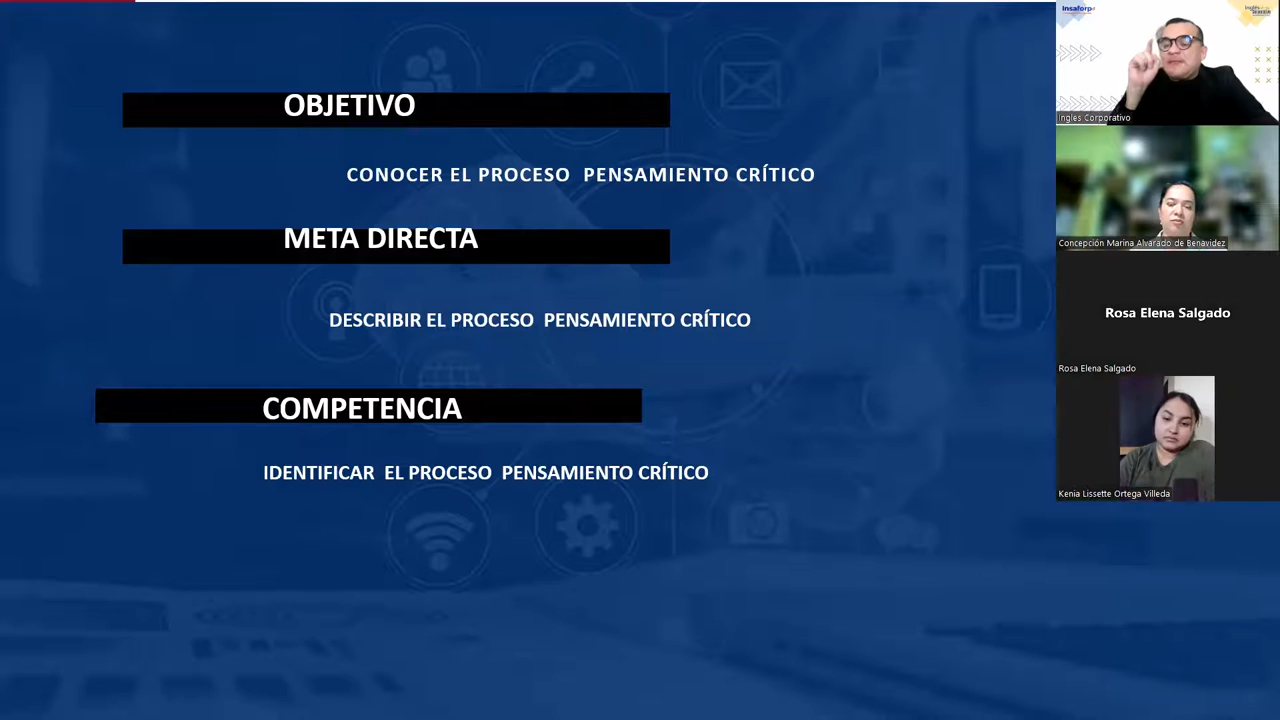 OBJETIVO
CONOCER EL PROCESO PENSAMIENTO CRÍTICO
META DIRECTA
DESCRIBIR EL PROCESO PENSAMIENTO CRÍTICO
COMPETENCIA
IDENTIFICAR EL PROCESO PENSAMIENTO CRÍTICO
Insaforp
Ingles Corporativo
Concepción Marina Alvarado de Benavidez
Rosa Elena Salgado
Rosa Elena Salgado
Kenia Lissette Ortega Villeda